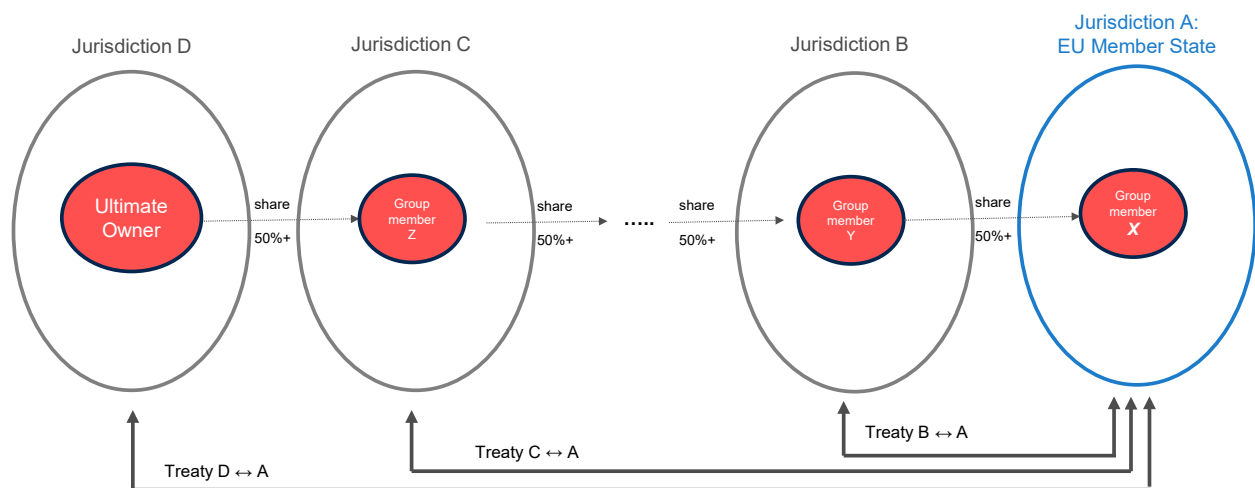 Jurisdiction D
Jurisdiction C
Jurisdiction B
Jurisdiction A:
EU Member State
Ultimate
Owner
share
50%+
Group
member
Z
share
50%+
.....
share
50%+
Group
member
Y
share
50%+
Group
member
X
Treaty B ↔ A
Treaty C ↔ A
Treaty D ↔ A